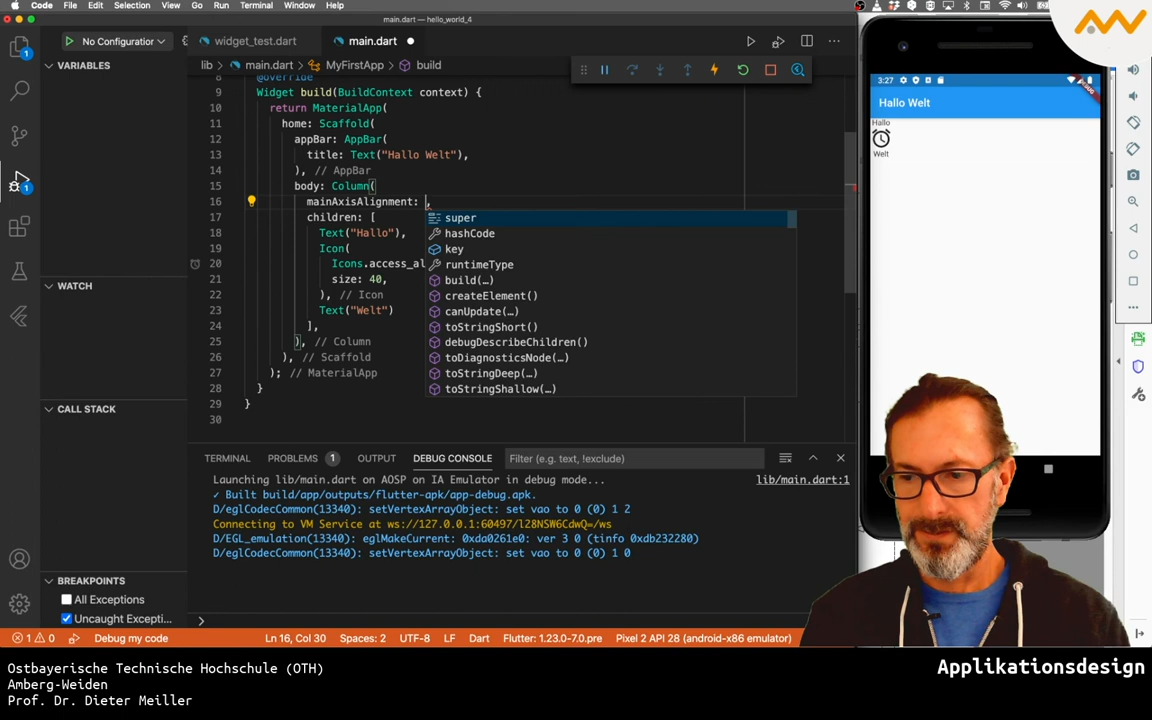 Code File Edit Selection View Go Run Terminal Window Help
main.dart — hello_world_4
No Configuration
widget_test.dart
main.dart
VARIABLES
lib > main.dart > MyFirstApp > build
8 @override
9 Widget build(BuildContext context) {
10 return MaterialApp(
11 home: Scaffold(
12 appBar: AppBar(
13 title: Text("Hallo Welt"),
14 ), // AppBar
15 body: Column(
16 mainAxisAlignment: ,
17 children: [
18 Text("Hallo"),
19 Icon(
20 Icons.access_al
21 size: 40,
22 ), // Icon
23 Text("Welt")
24 ],
25 ), // Column
26 ), // Scaffold
27 ); // MaterialApp
28 }
29 }
30
super
hashCode
key
runtimeType
build(…)
createElement()
canUpdate(…)
toStringShort()
debugDescribeChildren()
toDiagnosticsNode(…)
toStringDeep(…)
toStringShallow(…)
WATCH
CALL STACK
BREAKPOINTS
All Exceptions
Uncaught Excepti...
1
1
TERMINAL PROBLEMS 1 OUTPUT DEBUG CONSOLE Filter (e.g. text, !exclude)
Launching lib/main.dart on AOSP on IA Emulator in debug mode... lib/main.dart:1
✓ Built build/app/outputs/flutter-apk/app-debug.apk.
D/eglCodecCommon(13340): setVertexArrayObject: set vao to 0 (0) 1 2
Connecting to VM Service at ws://127.0.0.1:60497/l28NSW6CdwQ=/ws
D/EGL_emulation(13340): eglMakeCurrent: 0xda0261e0: ver 3 0 (tinfo 0xdb232280)
D/eglCodecCommon(13340): setVertexArrayObject: set vao to 0 (0) 1 0
1 0 Debug my code Ln 16, Col 30 Spaces: 2 UTF-8 LF Dart Flutter: 1.23.0-7.0.pre Pixel 2 API 28 (android-x86 emulator)
3:27
Hallo Welt
Hallo
Welt
Ostbayerische Technische Hochschule (OTH)
Amberg-Weiden
Prof. Dr. Dieter Meiller
Applikationsdesign